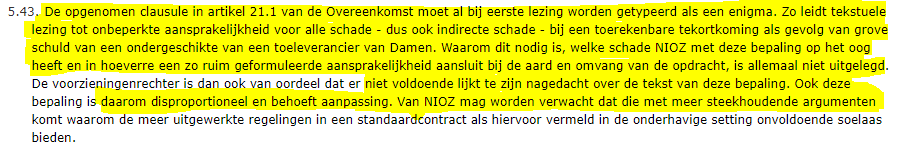 5.43. De opgenomen clausule in artikel 21.1 van de Overeenkomst moet al bij eerste lezing worden getypeerd als een enigma. Zo leidt tekstuele
lezing tot onbeperkte aansprakelijkheid voor alle schade - dus ook indirecte schade - bij een toerekenbare tekortkoming als gevolg van grove
schuld van een ondergeschikte van een toeleverancier van Damen. Waarom dit nodig is, welke schade NIOZ met deze bepaling op het oog
heeft en in hoeverre een zo ruim geformuleerde aansprakelijkheid aansluit bij de aard en omvang van de opdracht, is allemaal niet uitgelegd.
De voorzieningenrechter is dan ook van oordeel dat er niet voldoende lijkt te zijn nagedacht over de tekst van deze bepaling. Ook deze
bepaling is daarom disproportioneel en behoeft aanpassing. Van NIOZ mag worden verwacht dat die met meer steekhoudende argumenten
komt waarom de meer uitgewerkte regelingen in een standaardcontract als hiervoor vermeld in de onderhavige setting onvoldoende soelaas
bieden.